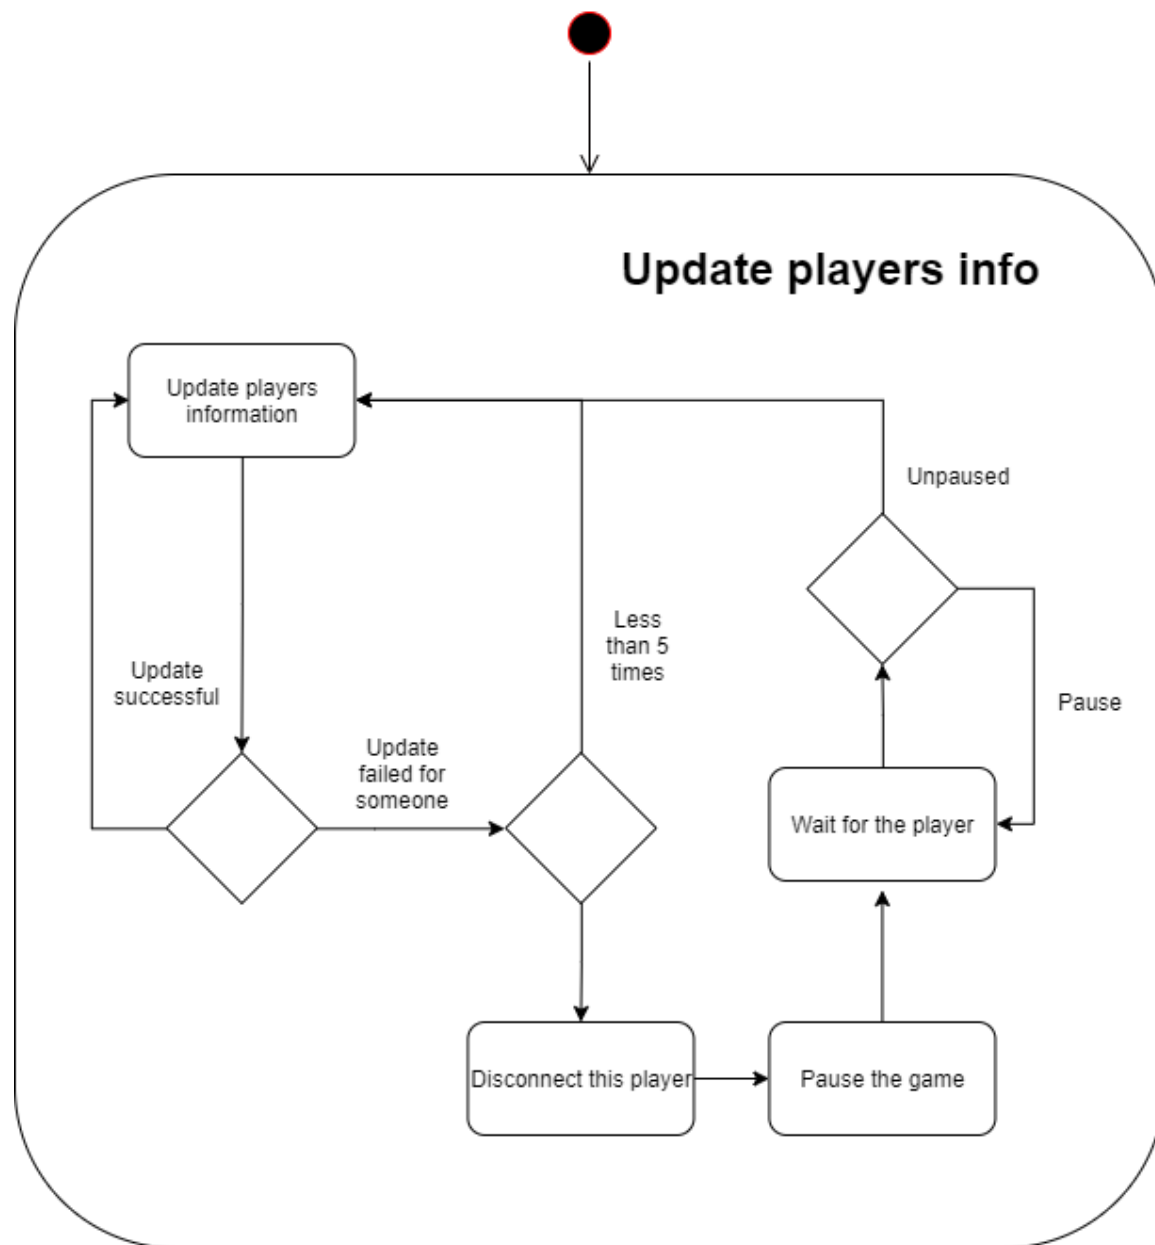 Update players info
Update players
information
Unpaused
Less
than 5
times
Update
successful
Pause
Update
failed for
someone
Wait for the player
Disconnect this player
Pause the game